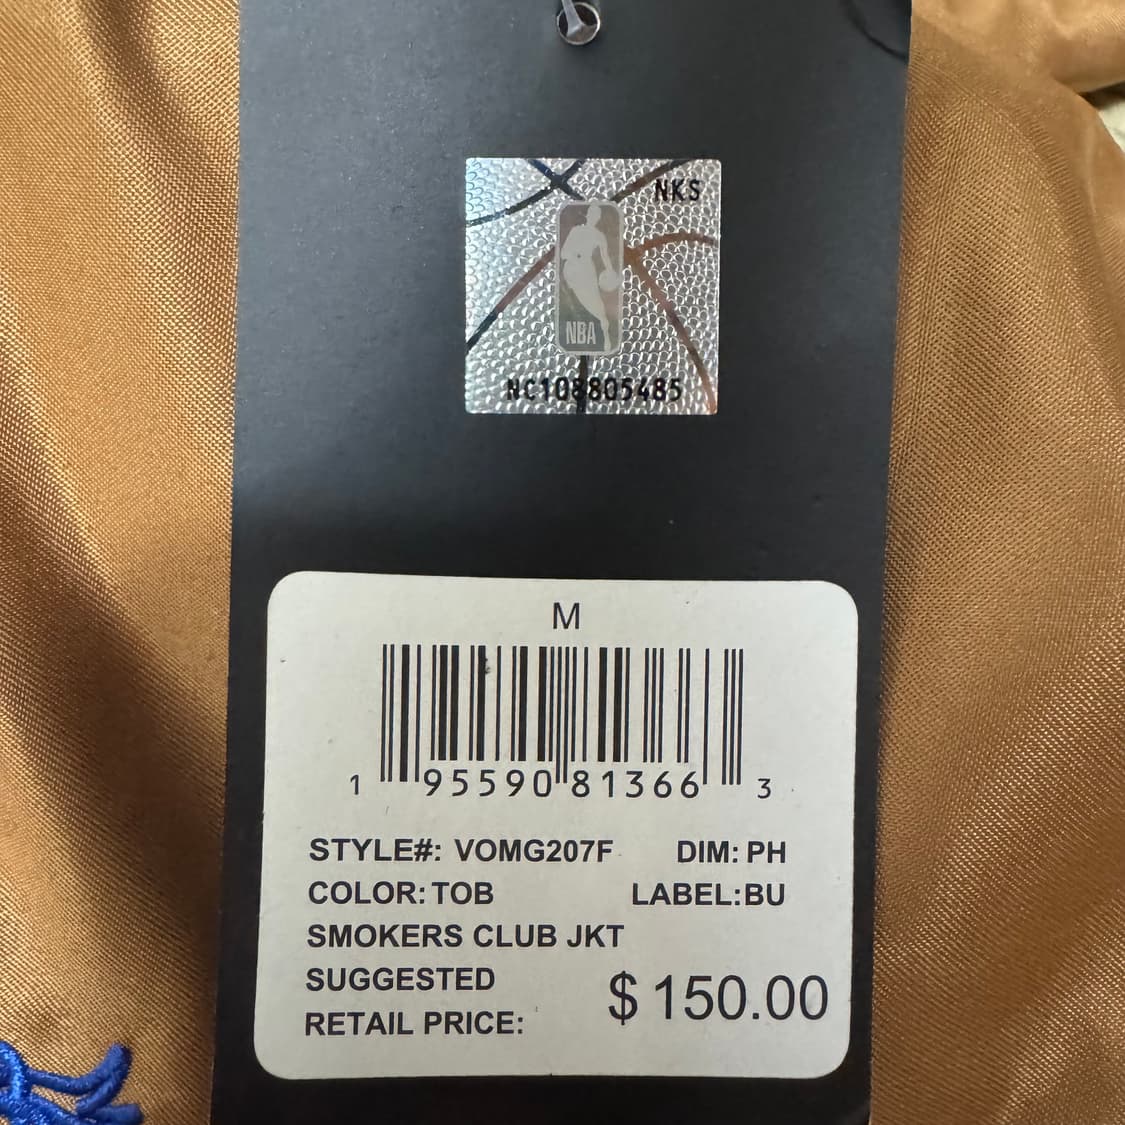 NKS
NBA
NC108805485
M
1 95590 81366 3
STYLE#: VOMG207F DIM: PH
COLOR: TOB LABEL:BU
SMOKERS CLUB JKT
SUGGESTED
RETAIL PRICE: $ 150.00